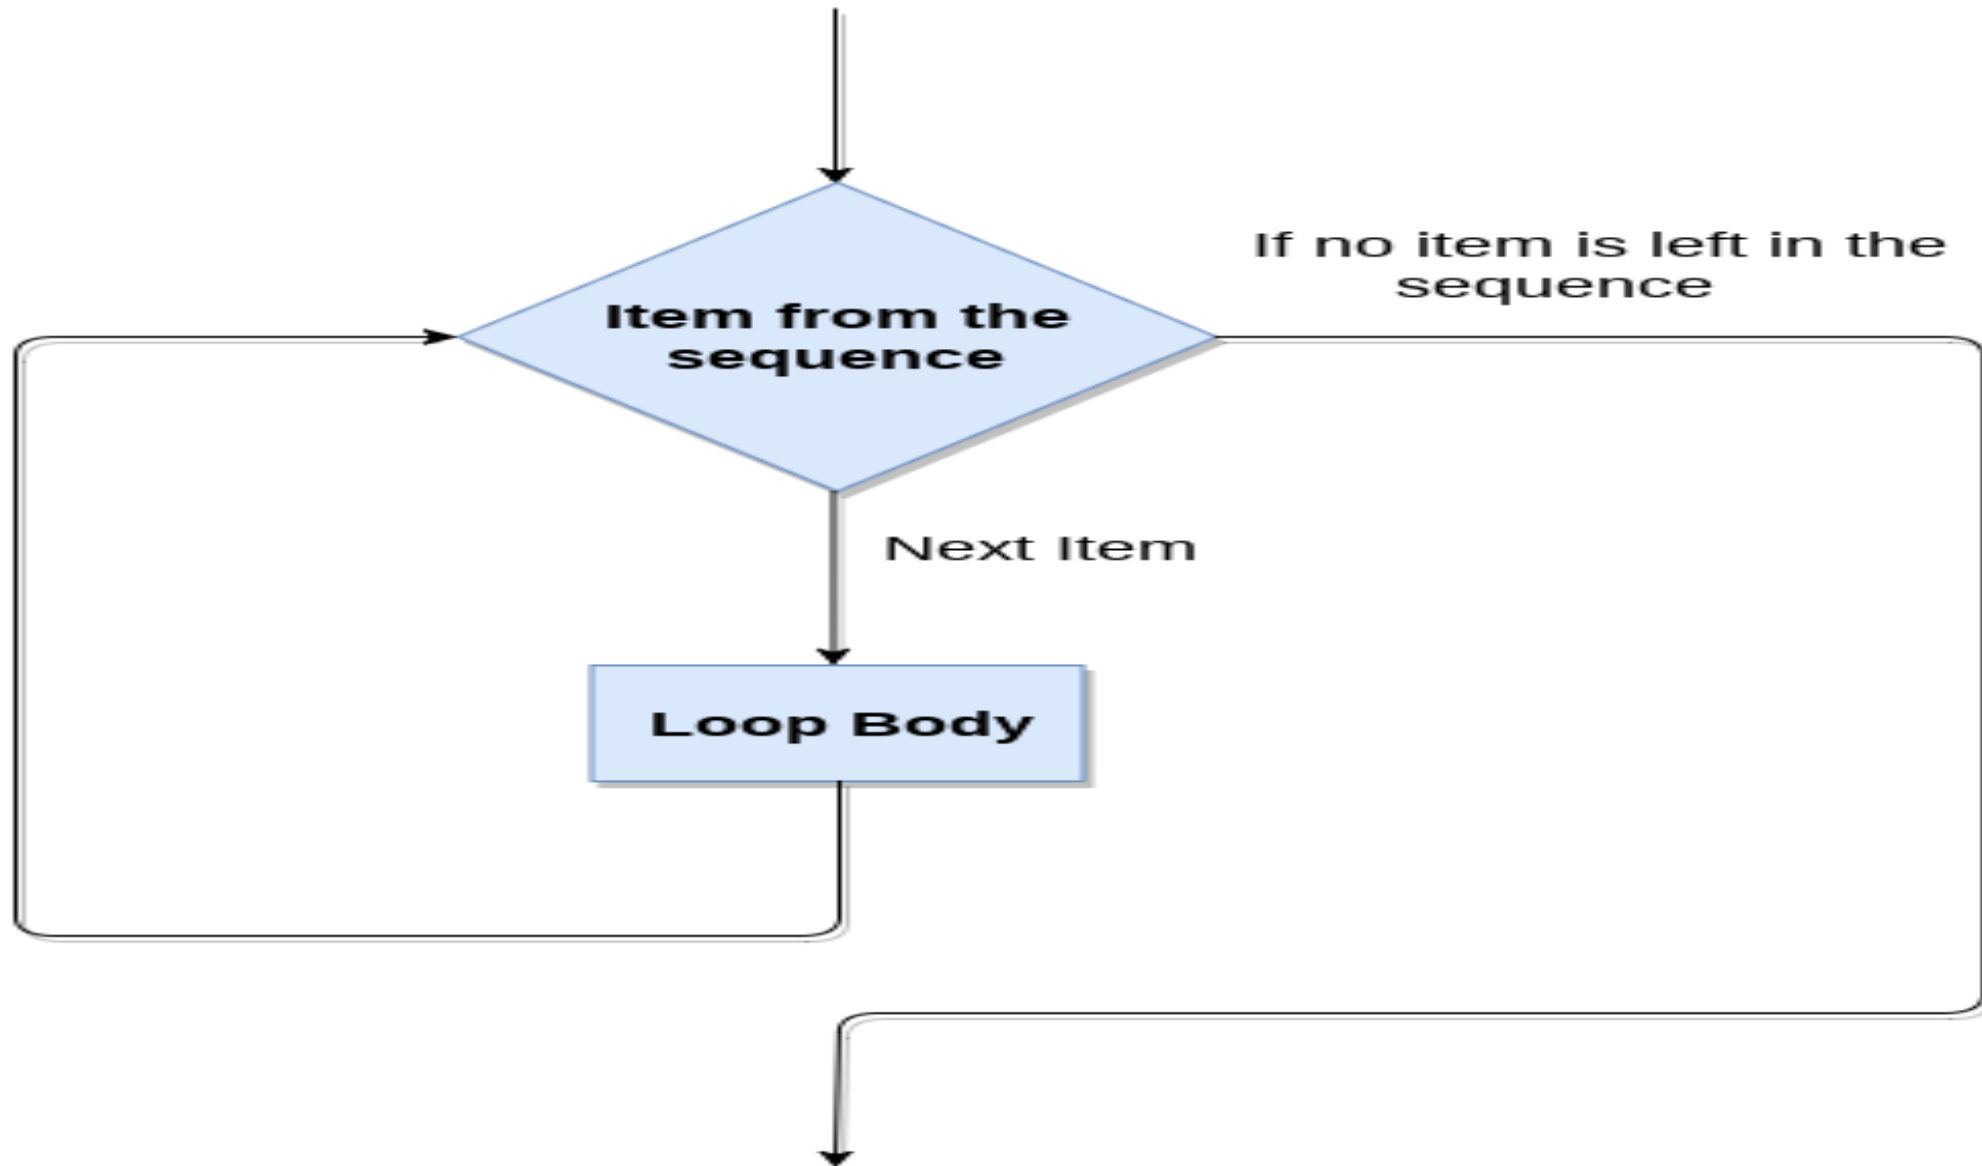 If no item is left in the
sequence
Item from the
sequence
Next Item
Loop Body